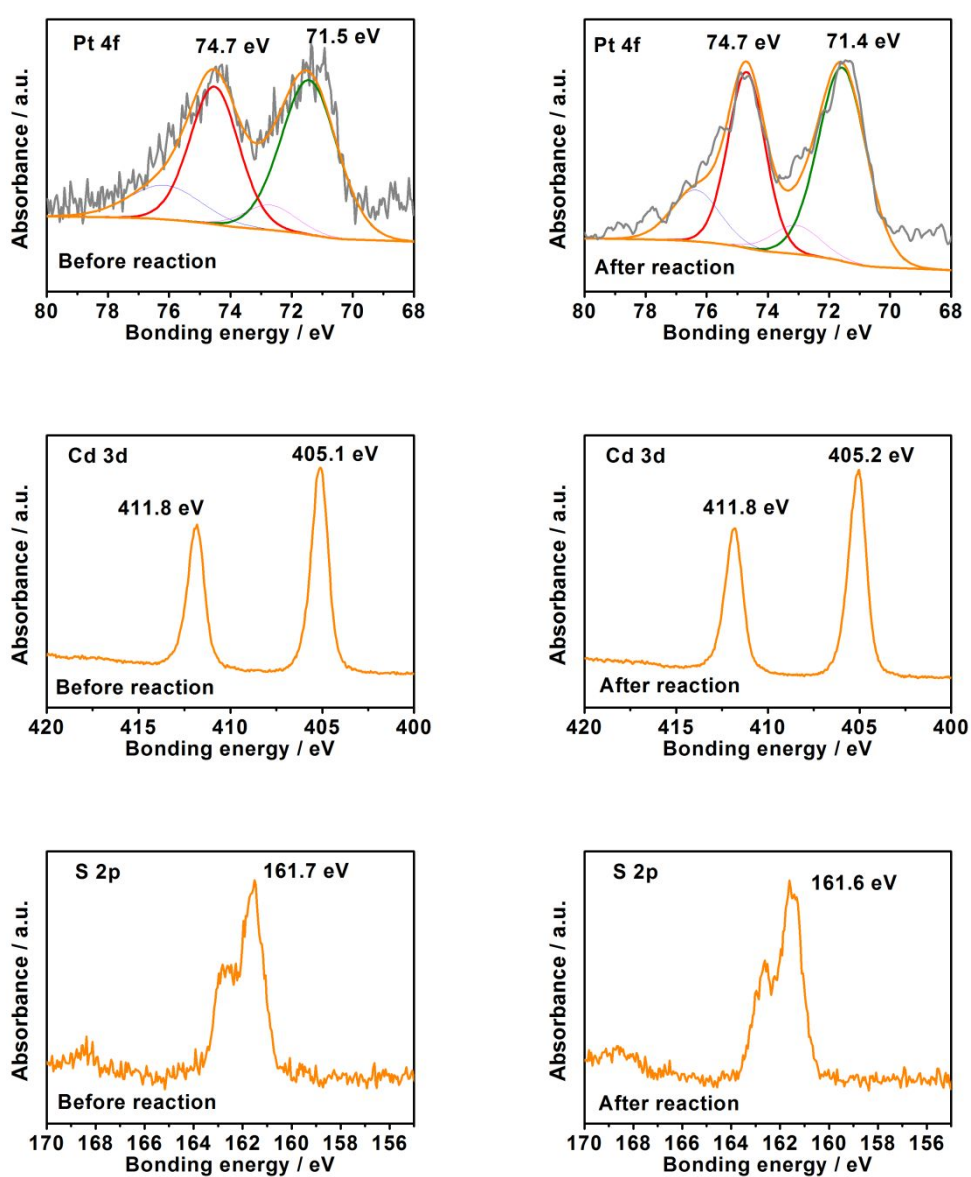 Pt 4f
74.7 eV
71.5 eV
Before reaction
Absorbance / a.u.
80 78 76 74 72 70 68
Bonding energy / eV
Pt 4f
74.7 eV
71.4 eV
After reaction
Absorbance / a.u.
80 78 76 74 72 70 68
Bonding energy / eV
Cd 3d
405.1 eV
411.8 eV
Before reaction
Absorbance / a.u.
420 415 410 405 400
Bonding energy / eV
Cd 3d
405.2 eV
411.8 eV
After reaction
Absorbance / a.u.
420 415 410 405 400
Bonding energy / eV
S 2p
161.7 eV
Before reaction
Absorbance / a.u.
170 168 166 164 162 160 158 156
Bonding energy / eV
S 2p
161.6 eV
After reaction
Absorbance / a.u.
170 168 166 164 162 160 158 156
Bonding energy / eV